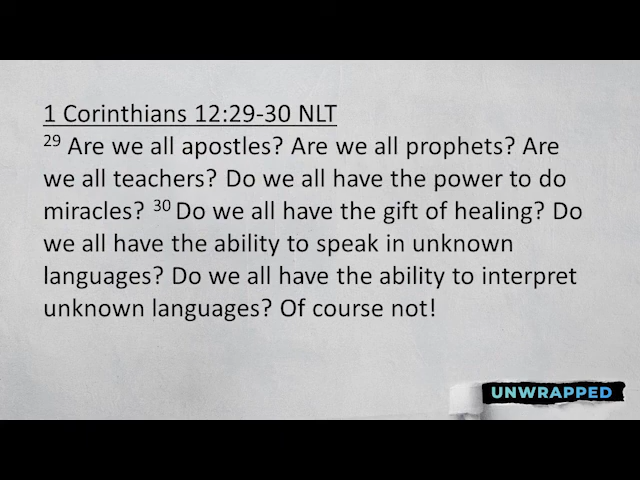 1 Corinthians 12:29-30 NLT
29 Are we all apostles? Are we all prophets? Are
we all teachers? Do we all have the power to do
miracles? 30 Do we all have the gift of healing? Do
we all have the ability to speak in unknown
languages? Do we all have the ability to interpret
unknown languages? Of course not!
UNWRAPPED